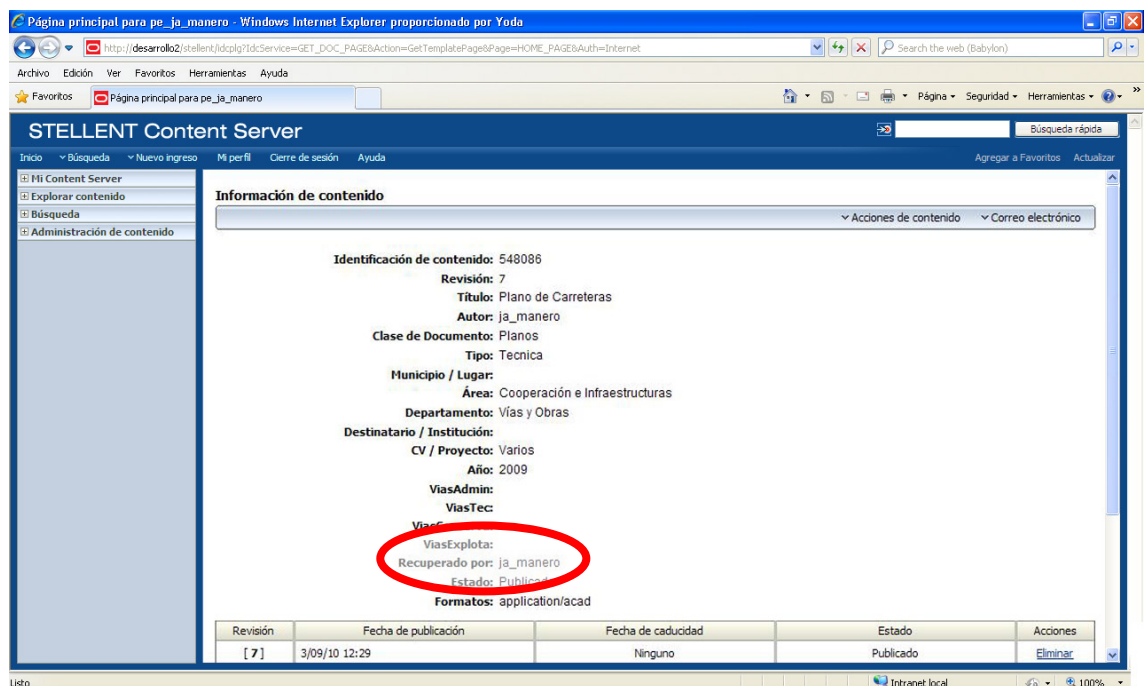 Página principal para pe_ja_manero - Windows Internet Explorer proporcionado por Yoda
http://desarrollo2/stellent/idcplg?IdcService=GET_DOC_PAGE&Action=GetTemplatePage&Page=HOME_PAGE&Auth=Internet
Search the web (Babylon)
Archivo Edición Ver Favoritos Herramientas Ayuda
Favoritos Página principal para pe_ja_manero Página Seguridad Herramientas
STELLENT Content Server Búsqueda rápida
Inicio Búsqueda Nuevo ingreso Mi perfil Cierre de sesión Ayuda Agregar a Favoritos Actualizar
Mi Content Server
Explorar contenido
Búsqueda
Administración de contenido
Información de contenido
Acciones de contenido Correo electrónico
Identificación de contenido: 548086
Revisión: 7
Título: Plano de Carreteras
Autor: ja_manero
Clase de Documento: Planos
Tipo: Tecnica
Municipio / Lugar:
Área: Cooperación e Infraestructuras
Departamento: Vías y Obras
Destinatario / Institución:
CV / Proyecto: Varios
Año: 2009
ViasAdmin:
ViasTec:
ViasExplota:
Recuperado por: ja_manero
Estado: Publicado
Formatos: application/acad
Revisión Fecha de publicación Fecha de caducidad Estado Acciones
[ 7 ] 3/09/10 12:29 Ninguno Publicado Eliminar
Listo Intranet local 100%